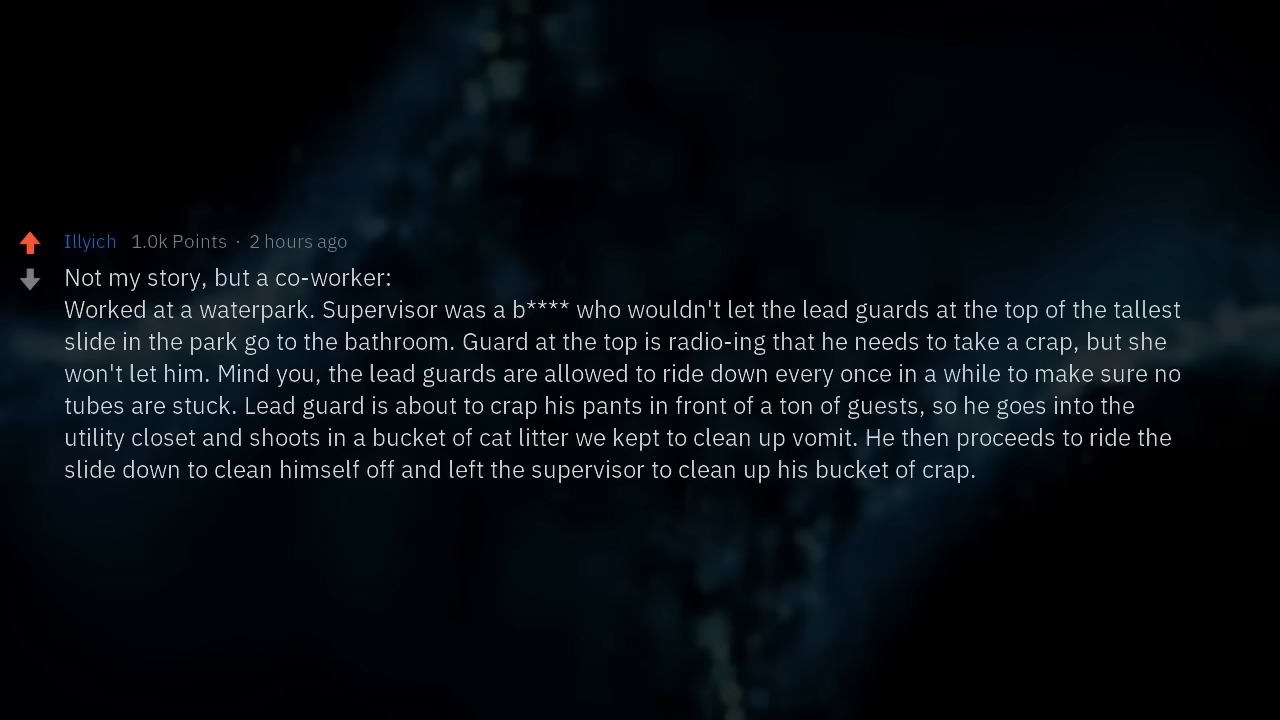 Illyich 1.0k Points · 2 hours ago
Not my story, but a co-worker:
Worked at a waterpark. Supervisor was a b**** who wouldn't let the lead guards at the top of the tallest
slide in the park go to the bathroom. Guard at the top is radio-ing that he needs to take a crap, but she
won't let him. Mind you, the lead guards are allowed to ride down every once in a while to make sure no
tubes are stuck. Lead guard is about to crap his pants in front of a ton of guests, so he goes into the
utility closet and shoots in a bucket of cat litter we kept to clean up vomit. He then proceeds to ride the
slide down to clean himself off and left the supervisor to clean up his bucket of crap.